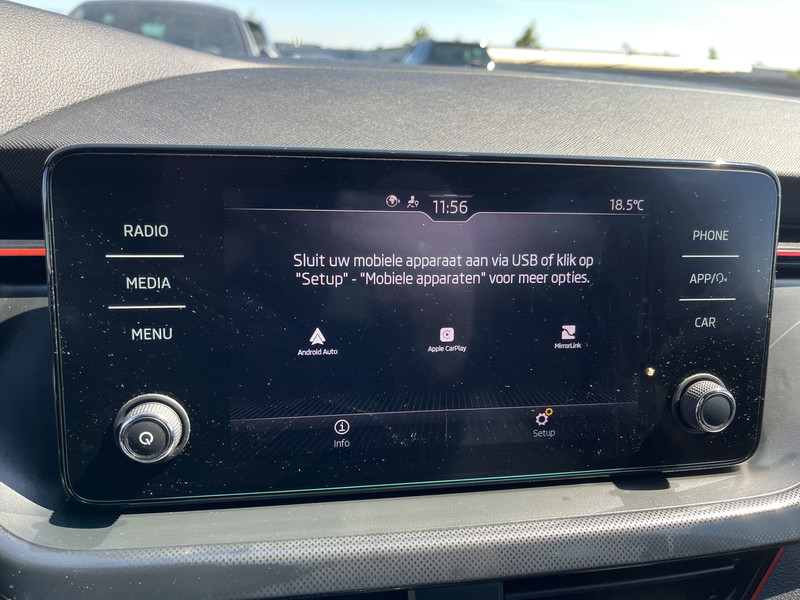 11:56
18.5°C
RADIO
MEDIA
MENU
Sluit uw mobiele apparaat aan via USB of klik op
"Setup" - "Mobiele apparaten" voor meer opties.
Android Auto
Apple CarPlay
MirrorLink
Info
Setup
PHONE
APP/
CAR